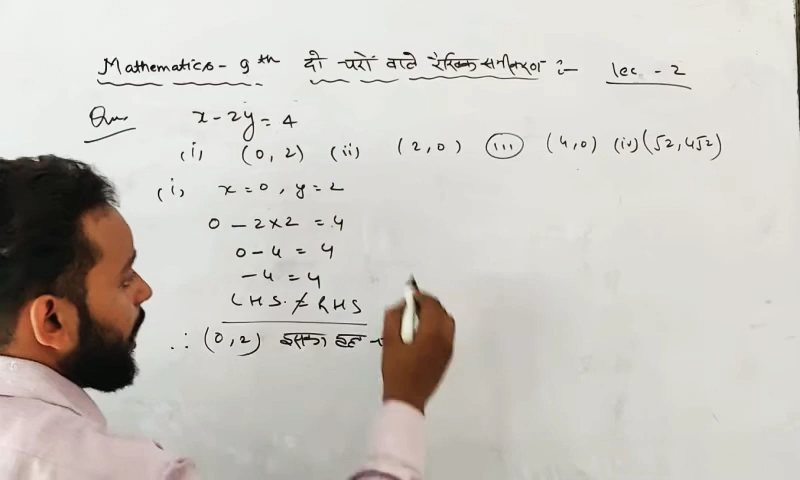 Mathematics - 9th दो चरों वाले रैखिक समीकरण :- lec - 2
Que x - 2y = 4
(i) (0, 2) (ii) (2, 0) (iii) (4, 0) (iv) (√2, 4√2)
(i) x = 0, y = 2
0 - 2×2 = 4
0 - 4 = 4
-4 = 4
LHS. ≠ RHS
∴ (0, 2) इसका हल